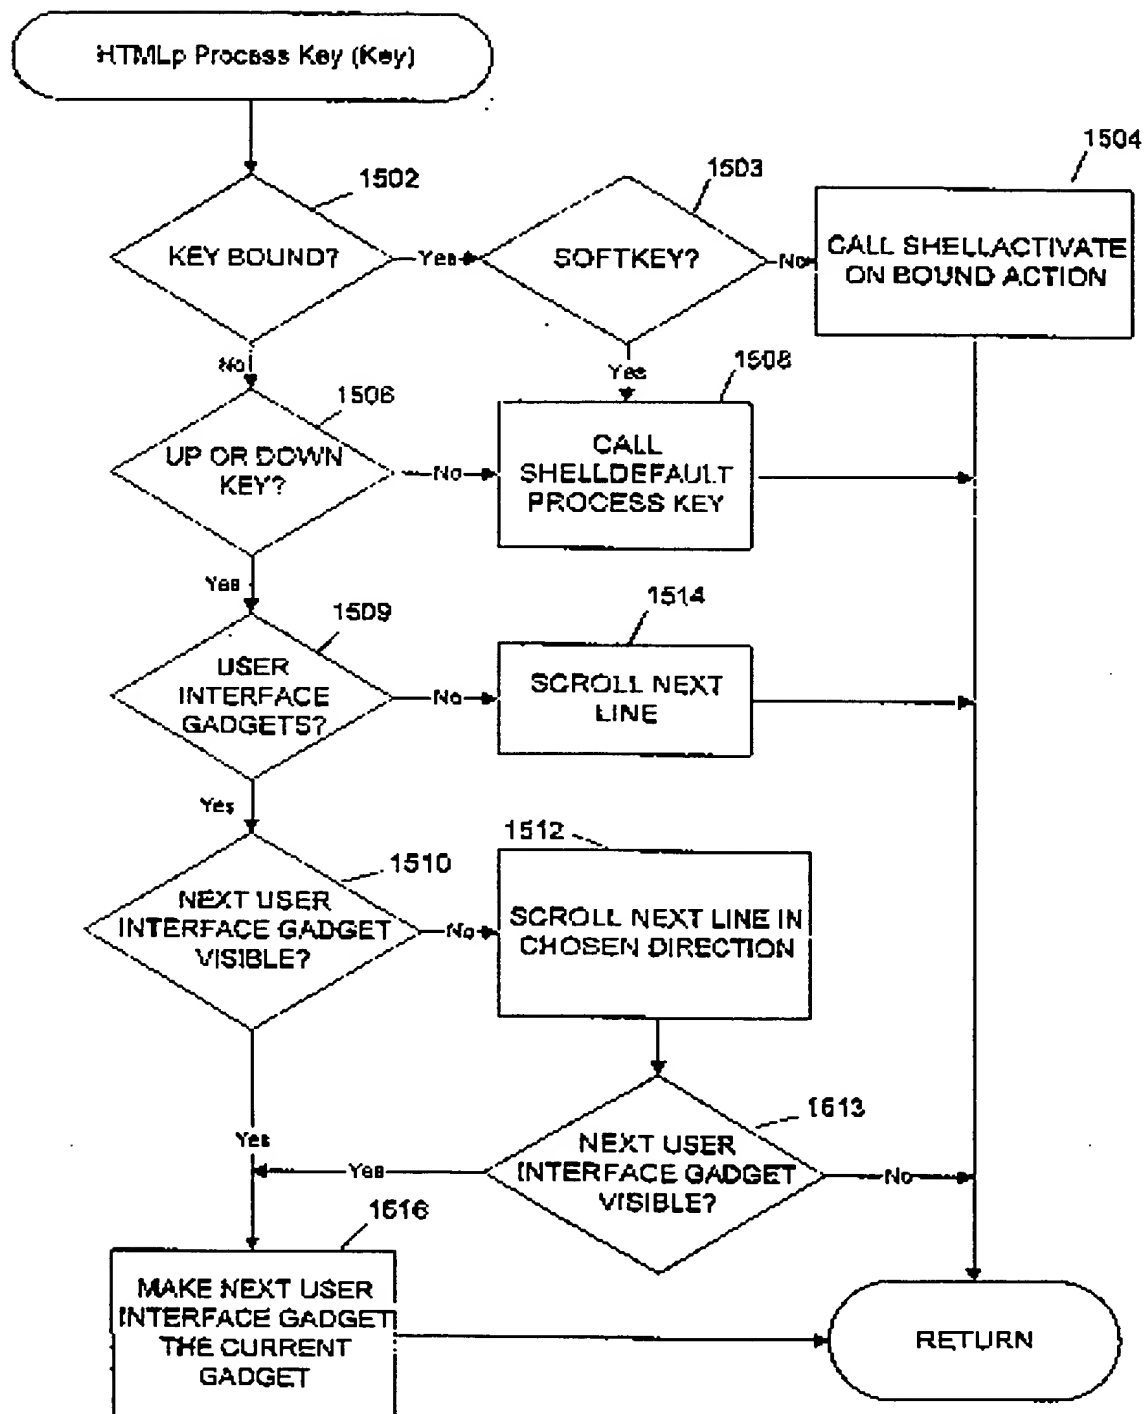 HTMLp Process Key (Key)
1502
KEY BOUND?
Yes
1503
SOFTKEY?
No
1504
CALL SHELLACTIVATE
ON BOUND ACTION
No
Yes
1506
UP OR DOWN
KEY?
No
1508
CALL
SHELLDEFAULT
PROCESS KEY
Yes
1509
USER
INTERFACE
GADGETS?
No
1514
SCROLL NEXT
LINE
Yes
1510
NEXT USER
INTERFACE GADGET
VISIBLE?
No
1512
SCROLL NEXT LINE IN
CHOSEN DIRECTION
Yes
1513
NEXT USER
INTERFACE GADGET
VISIBLE?
Yes
No
1516
MAKE NEXT USER
INTERFACE GADGET
THE CURRENT
GADGET
RETURN